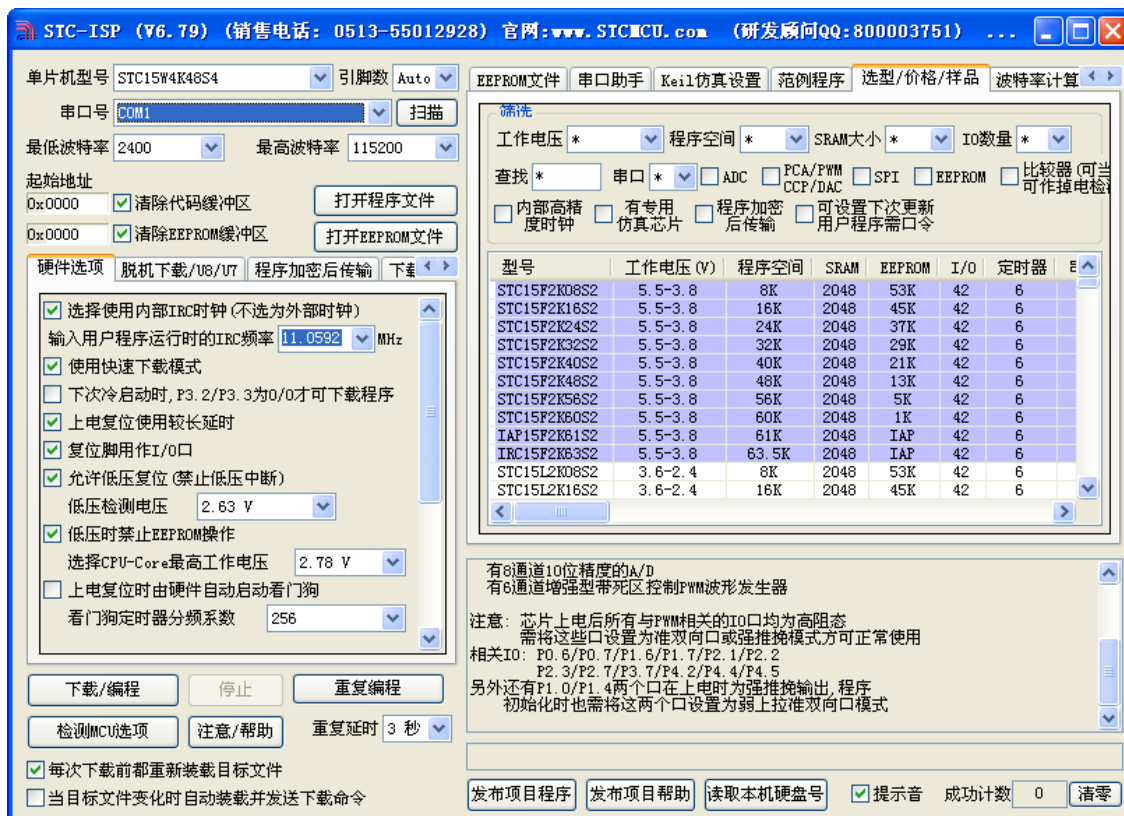 STC-ISP (V6.79) (销售电话: 0513-55012928) 官网:www.STCMCU.com (研发顾问QQ:800003751) ...
单片机型号 STC15W4K48S4 引脚数 Auto
串口号 COM1 扫描
最低波特率 2400 最高波特率 115200
起始地址
0x0000 清除代码缓冲区 打开程序文件
0x0000 清除EEPROM缓冲区 打开EEPROM文件
硬件选项 脱机下载/U8/U7 程序加密后传输
选择使用内部IRC时钟(不选为外部时钟)
输入用户程序运行时的IRC频率 11.0592 MHz
使用快速下载模式
下次冷启动时,P3.2/P3.3为0/0才可下载程序
上电复位使用较长延时
复位脚用作I/O口
允许低压复位(禁止低压中断)
低压检测电压 2.63 V
低压时禁止EEPROM操作
选择CPU-Core最高工作电压 2.78 V
上电复位时由硬件自动启动看门狗
看门狗定时器分频系数 256
下载/编程 停止 重复编程
检测MCU选项 注意/帮助 重复延时 3 秒
每次下载前都重新装载目标文件
当目标文件变化时自动装载并发送下载命令
EEPROM文件 串口助手 Keil仿真设置 范例程序 选型/价格/样品 波特率计算
筛选
工作电压 * 程序空间 * SRAM大小 * IO数量 *
查找 * 串口 * ADC PCA/PWM CCP/DAC SPI EEPROM 比较器(可当 可作掉电检
内部高精度时钟 有专用仿真芯片 程序加密后传输 可设置下次更新用户程序需口令
型号 工作电压(V) 程序空间 SRAM EEPROM I/O 定时器
STC15F2K08S2 5.5-3.8 8K 2048 53K 42 6
STC15F2K16S2 5.5-3.8 16K 2048 45K 42 6
STC15F2K24S2 5.5-3.8 24K 2048 37K 42 6
STC15F2K32S2 5.5-3.8 32K 2048 29K 42 6
STC15F2K40S2 5.5-3.8 40K 2048 21K 42 6
STC15F2K48S2 5.5-3.8 48K 2048 13K 42 6
STC15F2K56S2 5.5-3.8 56K 2048 5K 42 6
STC15F2K60S2 5.5-3.8 60K 2048 1K 42 6
IAP15F2K61S2 5.5-3.8 61K 2048 IAP 42 6
IRC15F2K63S2 5.5-3.8 63.5K 2048 IAP 42 6
STC15L2K08S2 3.6-2.4 8K 2048 53K 42 6
STC15L2K16S2 3.6-2.4 16K 2048 45K 42 6
有8通道10位精度的A/D
有6通道增强型带死区控制PWM波形发生器
注意: 芯片上电后所有与PWM相关的IO口均为高阻态
需将这些口设置为准双向口或强推挽模式方可正常使用
相关IO: P0.6/P0.7/P1.6/P1.7/P2.1/P2.2
P2.3/P2.7/P3.7/P4.2/P4.4/P4.5
另外还有P1.0/P1.4两个口在上电时为强推挽输出,程序
初始化时也需将这两个口设置为弱上拉准双向口模式
发布项目程序 发布项目帮助 读取本机硬盘号 提示音 成功计数 0 清零